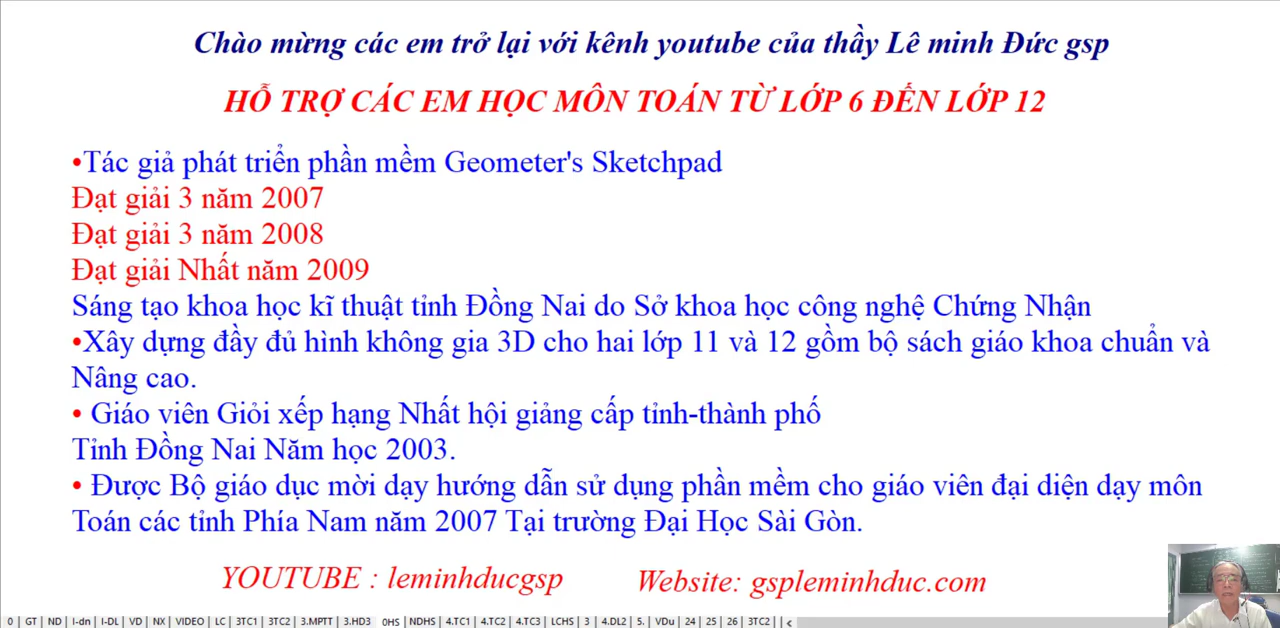 Chào mừng các em trở lại với kênh youtube của thầy Lê minh Đức gsp
HỖ TRỢ CÁC EM HỌC MÔN TOÁN TỪ LỚP 6 ĐẾN LỚP 12
•Tác giả phát triển phần mềm Geometer's Sketchpad
Đạt giải 3 năm 2007
Đạt giải 3 năm 2008
Đạt giải Nhất năm 2009
Sáng tạo khoa học kĩ thuật tỉnh Đồng Nai do Sở khoa học công nghệ Chứng Nhận
•Xây dựng đầy đủ hình không gia 3D cho hai lớp 11 và 12 gồm bộ sách giáo khoa chuẩn và
Nâng cao.
• Giáo viên Giỏi xếp hạng Nhất hội giảng cấp tỉnh-thành phố
Tỉnh Đồng Nai Năm học 2003.
• Được Bộ giáo dục mời dạy hướng dẫn sử dụng phần mềm cho giáo viên đại diện dạy môn
Toán các tỉnh Phía Nam năm 2007 Tại trường Đại Học Sài Gòn.
YOUTUBE : leminhducgsp Website: gspleminhduc.com
0 | GT | ND | I-dn | I-DL | VD | NX | VIDEO | LC | 3TC1 | 3TC2 | 3.MPTT | 3.HD3 | 0HS | NDHS | 4.TC1 | 4.TC2 | 4.TC3 | LCHS | 3 | 4.DL2 | 5. | VDu | 24 | 25 | 26 | 3TC2 |